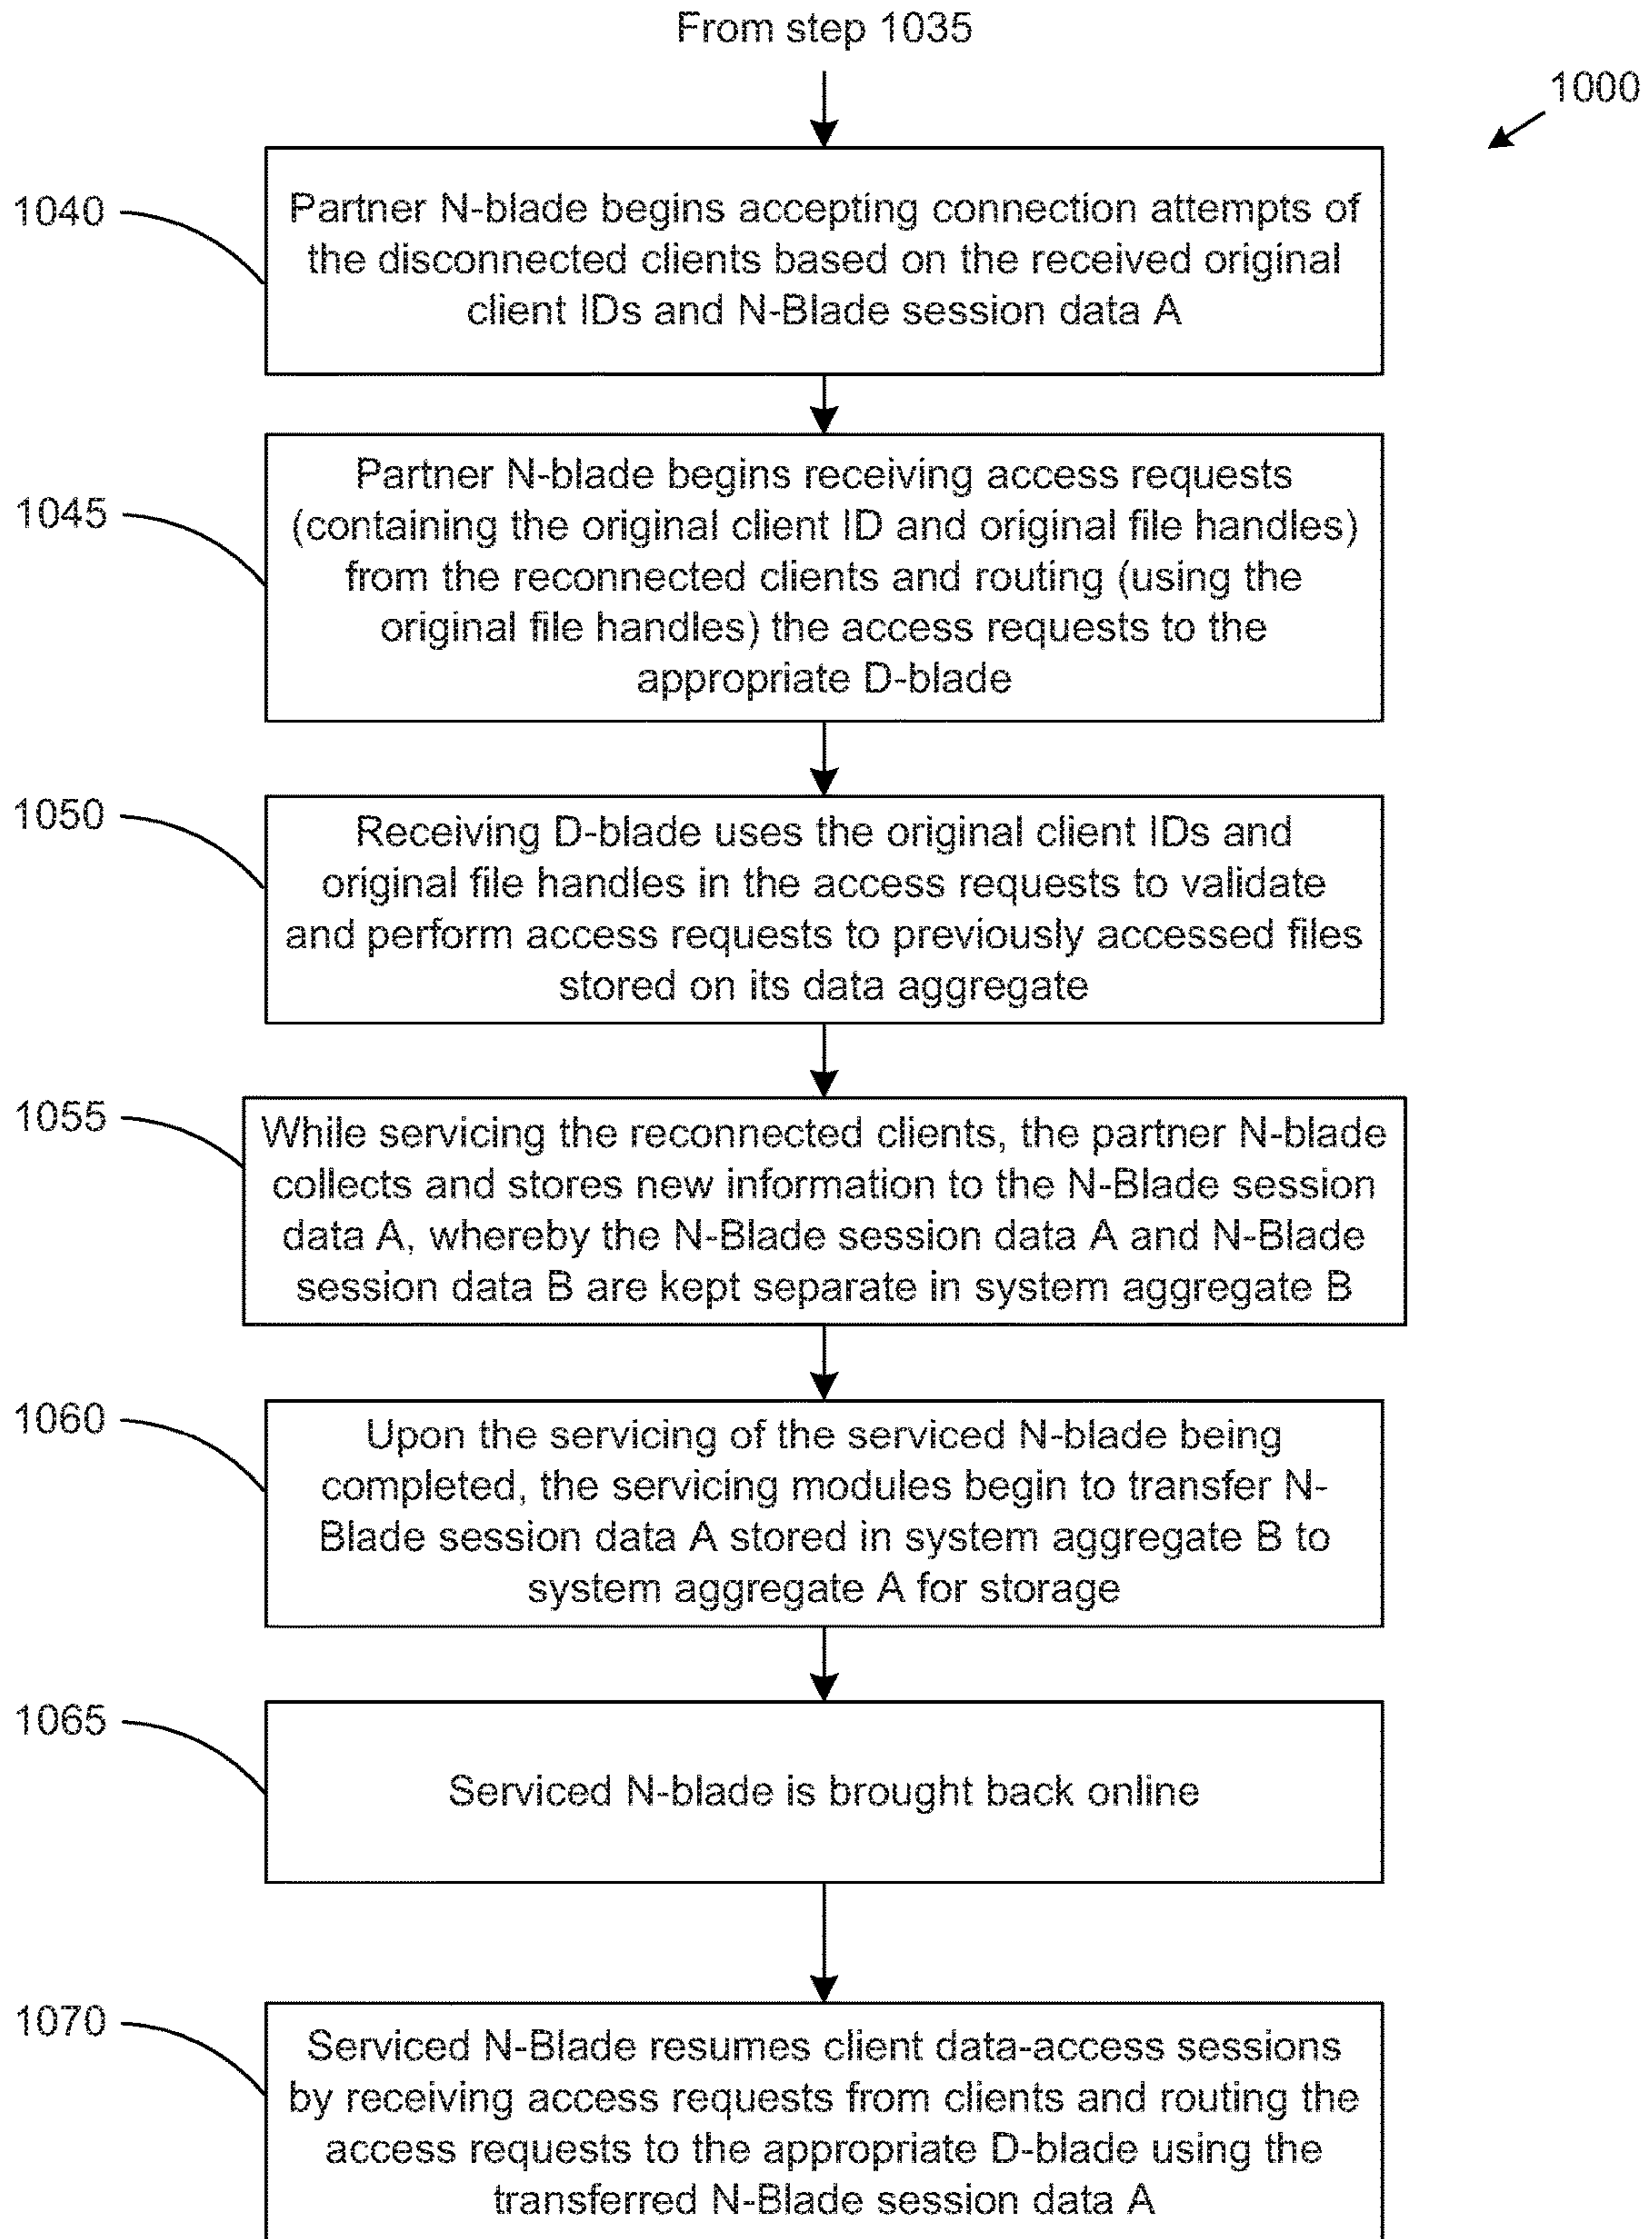 From step 1035
1000
1040
Partner N-blade begins accepting connection attempts of
the disconnected clients based on the received original
client IDs and N-Blade session data A
1045
Partner N-blade begins receiving access requests
(containing the original client ID and original file handles)
from the reconnected clients and routing (using the
original file handles) the access requests to the
appropriate D-blade
1050
Receiving D-blade uses the original client IDs and
original file handles in the access requests to validate
and perform access requests to previously accessed files
stored on its data aggregate
1055
While servicing the reconnected clients, the partner N-blade
collects and stores new information to the N-Blade session
data A, whereby the N-Blade session data A and N-Blade
session data B are kept separate in system aggregate B
1060
Upon the servicing of the serviced N-blade being
completed, the servicing modules begin to transfer N-
Blade session data A stored in system aggregate B to
system aggregate A for storage
1065
Serviced N-blade is brought back online
1070
Serviced N-Blade resumes client data-access sessions
by receiving access requests from clients and routing the
access requests to the appropriate D-blade using the
transferred N-Blade session data A